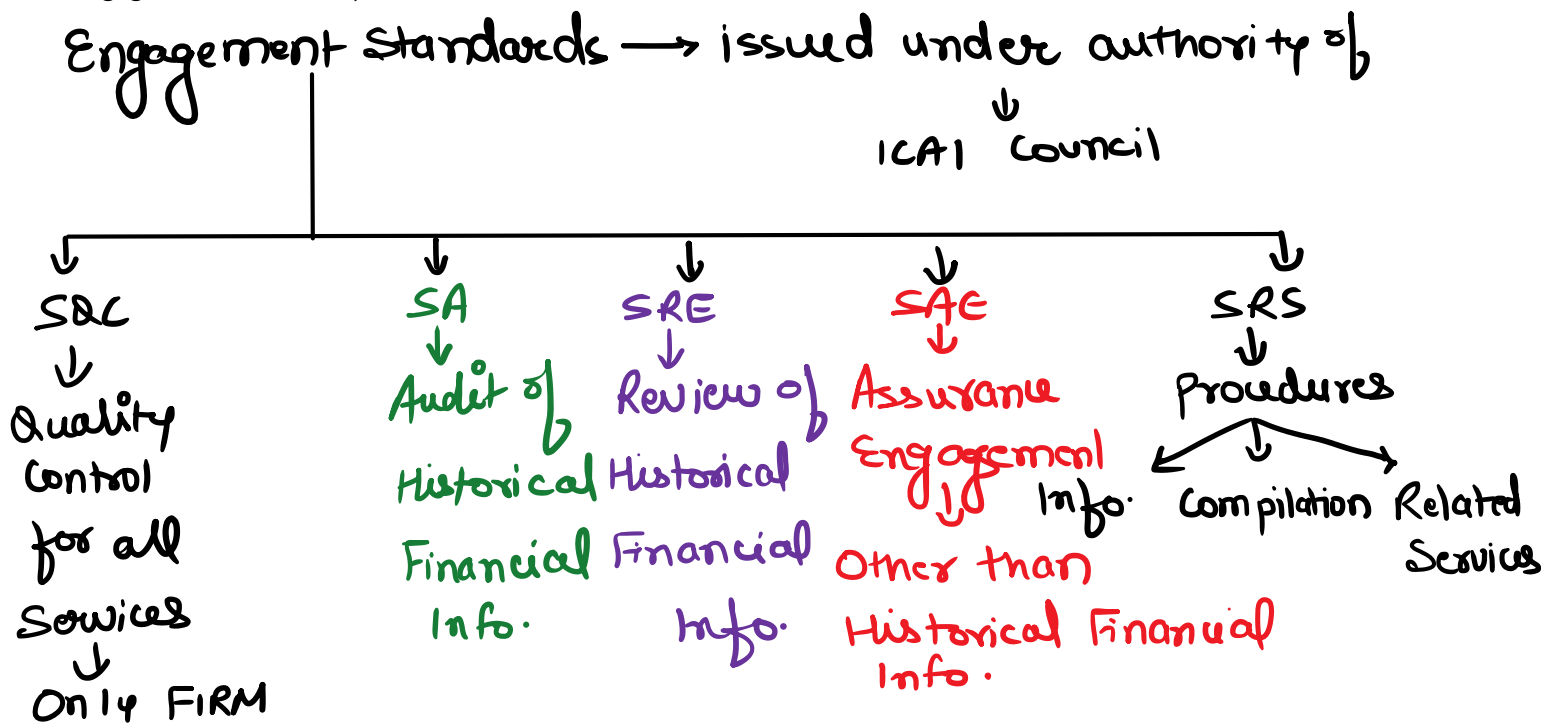 Engagement Standards → issued under authority of
↓
ICAI Council
SQC
↓
Quality
Control
for all
Services
↓
Only FIRM
SA
↓
Audit of
Historical
Financial
Info.
SRE
↓
Review of
Historical
Financial
Info.
SAE
↓
Assurance
Engagement
↓
Other than
Historical Financial
Info.
SRS
↓
Procedures
Info.
Compilation
Related
Services